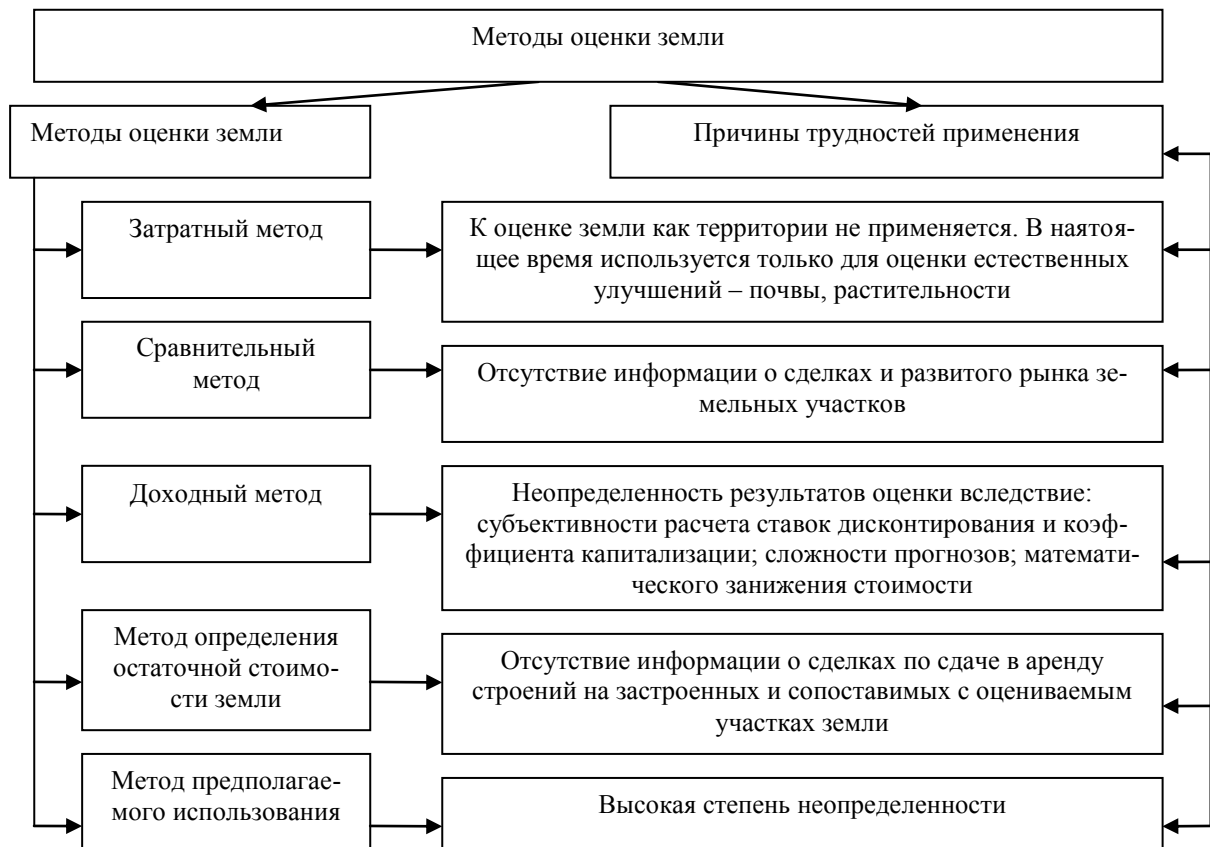 Методы оценки земли
Методы оценки земли
Причины трудностей применения
Затратный метод
К оценке земли как территории не применяется. В наятоя-
щее время используется только для оценки естественных
улучшений – почвы, растительности
Сравнительный
метод
Отсутствие информации о сделках и развитого рынка зе-
мельных участков
Доходный метод
Неопределенность результатов оценки вследствие:
субъективности расчета ставок дисконтирования и коэф-
фициента капитализации; сложности прогнозов; математи-
ческого занижения стоимости
Метод определения
остаточной стоимо-
сти земли
Отсутствие информации о сделках по сдаче в аренду
строений на застроенных и сопоставимых с оцениваемым
участках земли
Метод предполагае-
мого использования
Высокая степень неопределенности